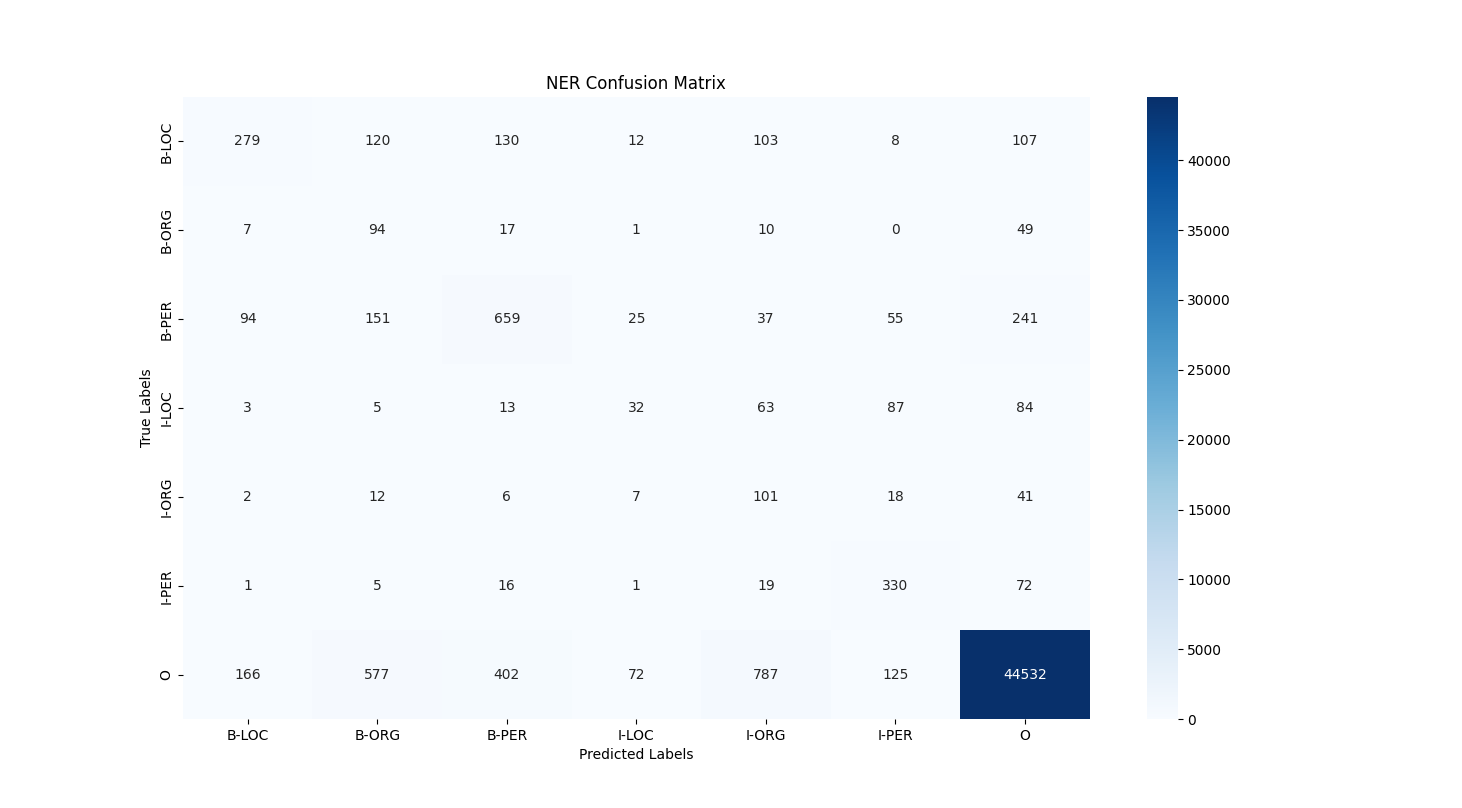 NER Confusion Matrix
B-LOC 279 120 130 12 103 8 107
B-ORG 7 94 17 1 10 0 49
B-PER 94 151 659 25 37 55 241
I-LOC 3 5 13 32 63 87 84
I-ORG 2 12 6 7 101 18 41
I-PER 1 5 16 1 19 330 72
O 166 577 402 72 787 125 44532
B-LOC B-ORG B-PER I-LOC I-ORG I-PER O
Predicted Labels
True Labels
40000
35000
30000
25000
20000
15000
10000
5000
0